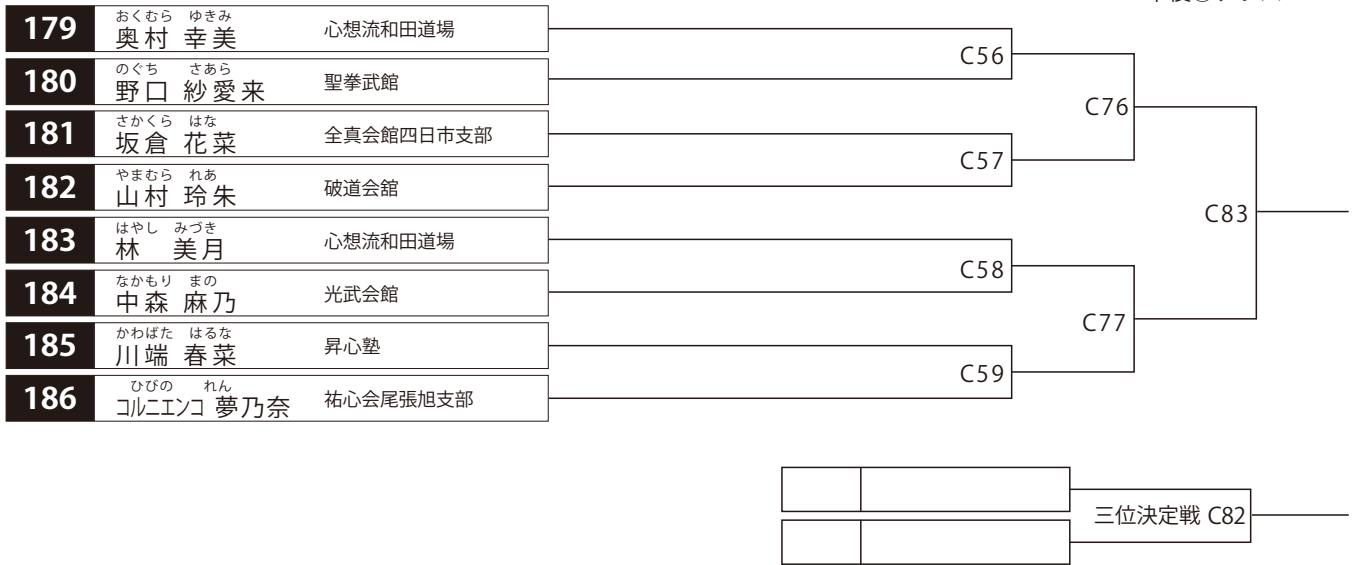 179 おくむら ゆきみ
奥村 幸美 心想流和田道場
180 のぐち さあら
野口 紗愛来 聖拳武館
181 さかくら はな
坂倉 花菜 全真会館四日市支部
182 やまむら れあ
山村 玲朱 破道会舘
183 はやし みづき
林 美月 心想流和田道場
184 なかもり まの
中森 麻乃 光武会館
185 かわばた はるな
川端 春菜 昇心塾
186 ひびの れん
コルニエンコ 夢乃奈 祐心会尾張旭支部
C56
C57
C58
C59
C76
C77
C83
三位決定戦 C82